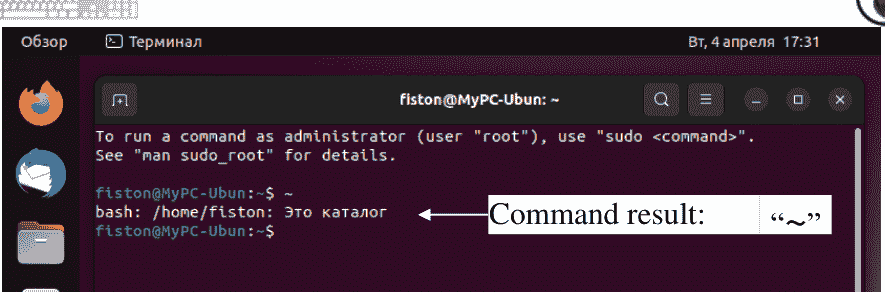 Обзор Терминал Вт, 4 апреля 17:31
fiston@MyPC-Ubun: ~
To run a command as administrator (user "root"), use "sudo <command>".
See "man sudo_root" for details.
fiston@MyPC-Ubun:~$ ~
bash: /home/fiston: Это каталог
fiston@MyPC-Ubun:~$
Command result: “~”